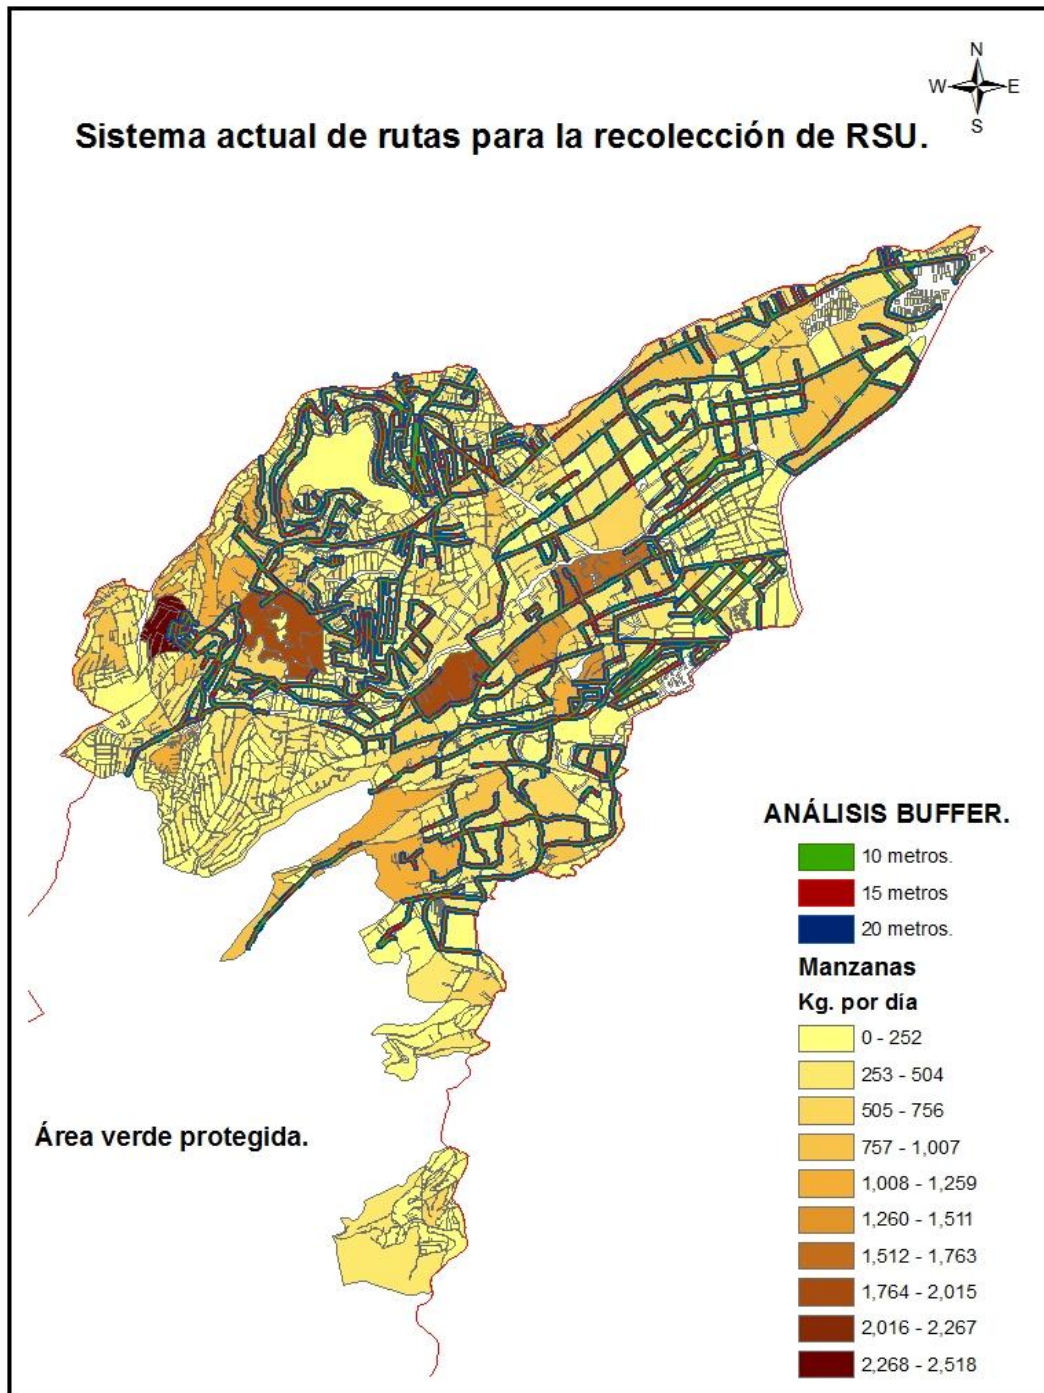 N
W E
S
Sistema actual de rutas para la recolección de RSU.
ANÁLISIS BUFFER.
10 metros.
15 metros
20 metros.
Manzanas
Kg. por día
0 - 252
253 - 504
505 - 756
757 - 1,007
1,008 - 1,259
1,260 - 1,511
1,512 - 1,763
1,764 - 2,015
2,016 - 2,267
2,268 - 2,518
Área verde protegida.